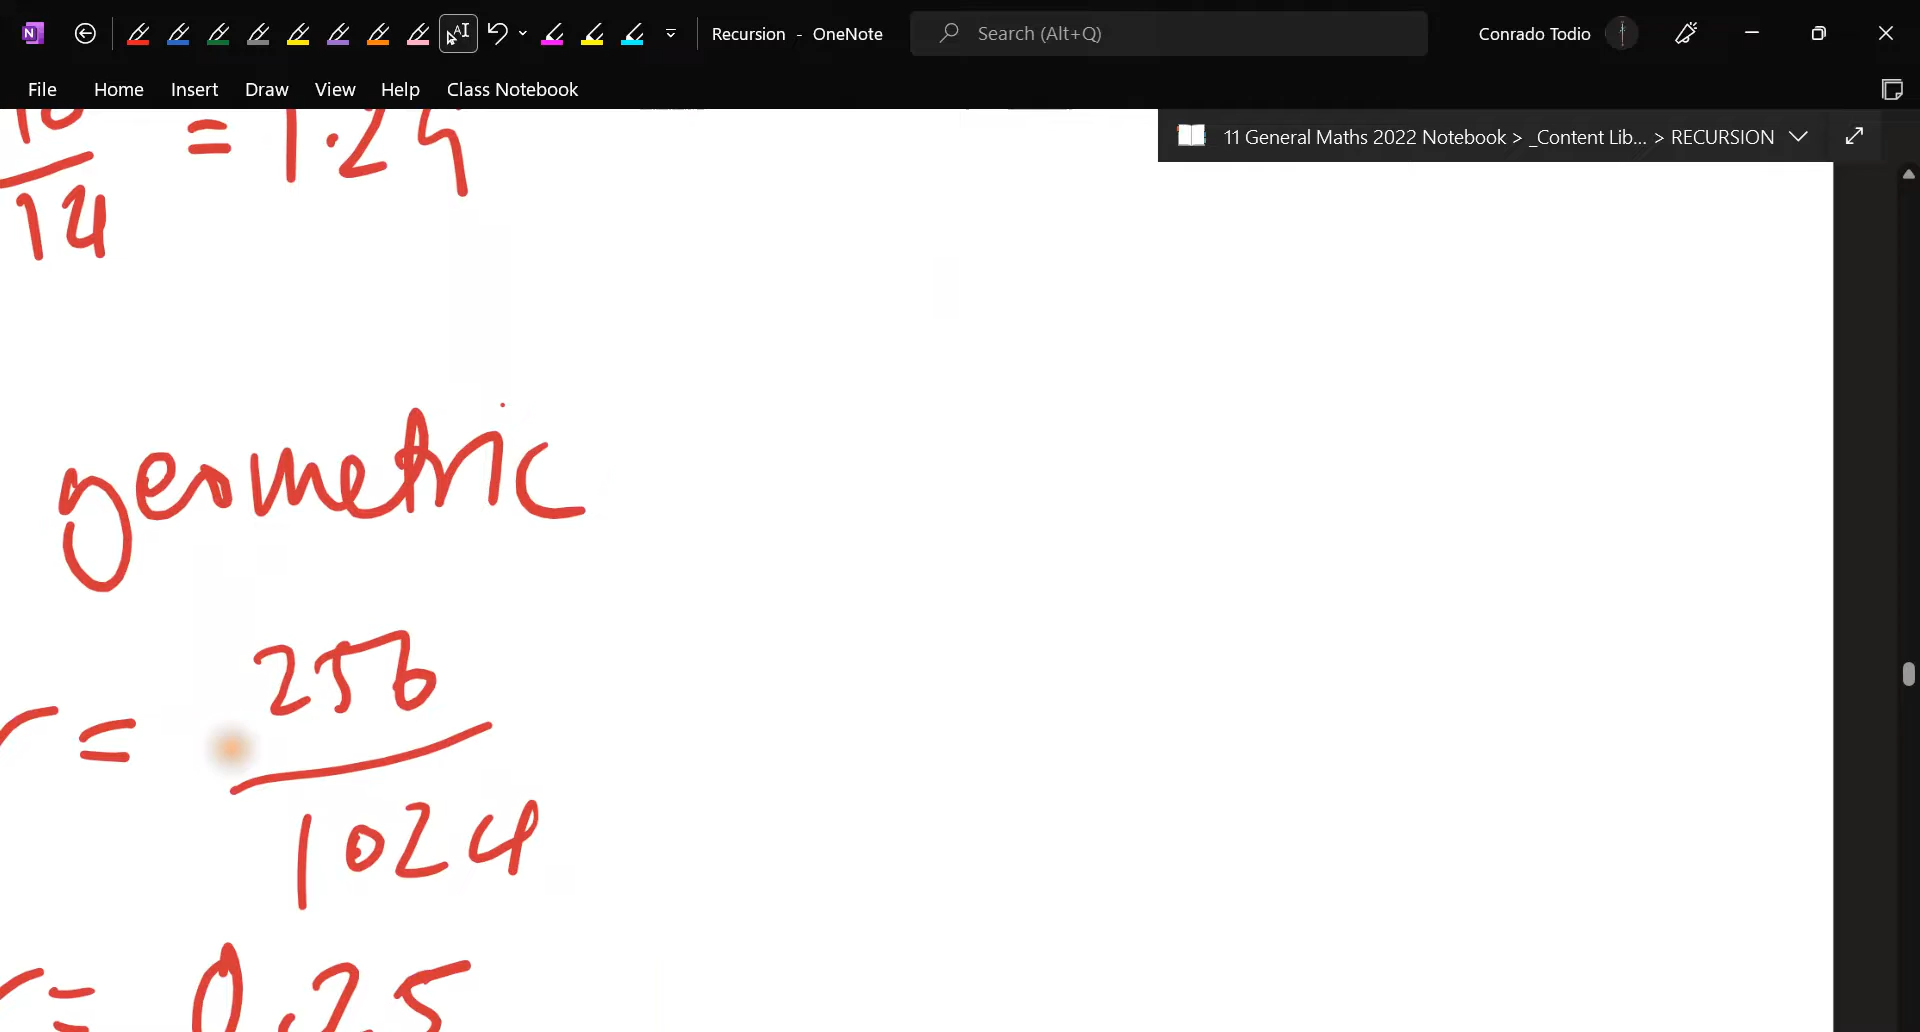 Recursion - OneNote
Search (Alt+Q)
Conrado Todio
File Home Insert Draw View Help Class Notebook
11 General Maths 2022 Notebook > _Content Lib... > RECURSION
= 1.24
14
geometric
r = 256
1024
r = 0.25